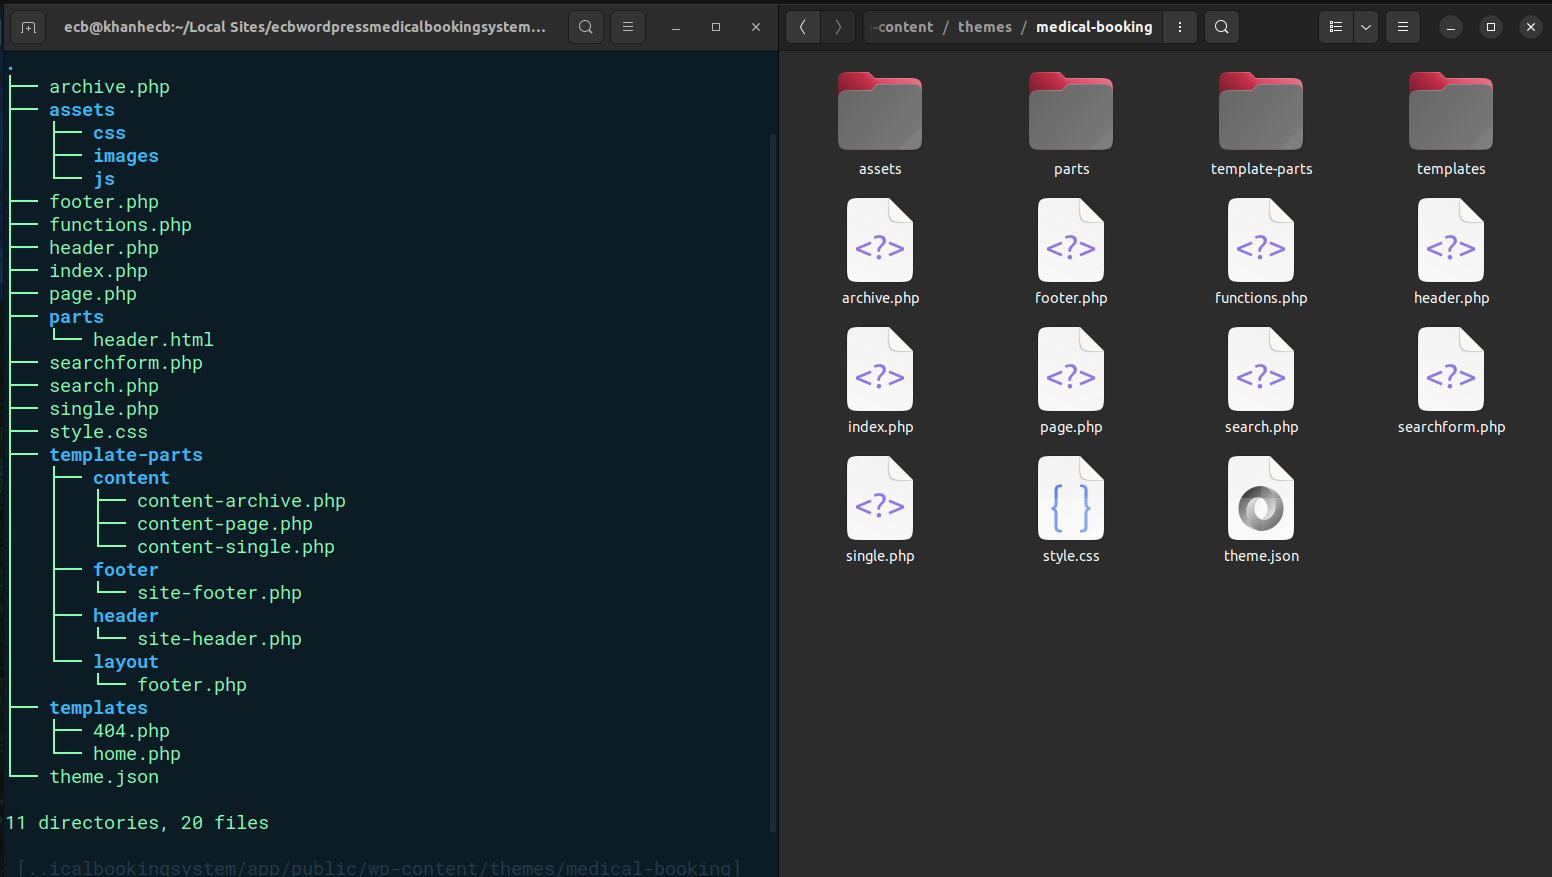 ecb@khanhecb:~/Local Sites/ecbwordpressmedicalbookingsystem...
.
archive.php
assets
css
images
js
footer.php
functions.php
header.php
index.php
page.php
parts
header.html
searchform.php
search.php
single.php
style.css
template-parts
content
content-archive.php
content-page.php
content-single.php
footer
site-footer.php
header
site-header.php
layout
footer.php
templates
404.php
home.php
theme.json
11 directories, 20 files
[..icalbookingsystem/app/public/wp-content/themes/medical-booking]
-content / themes / medical-booking
assets parts template-parts templates
archive.php footer.php functions.php header.php
index.php page.php search.php searchform.php
single.php style.css theme.json